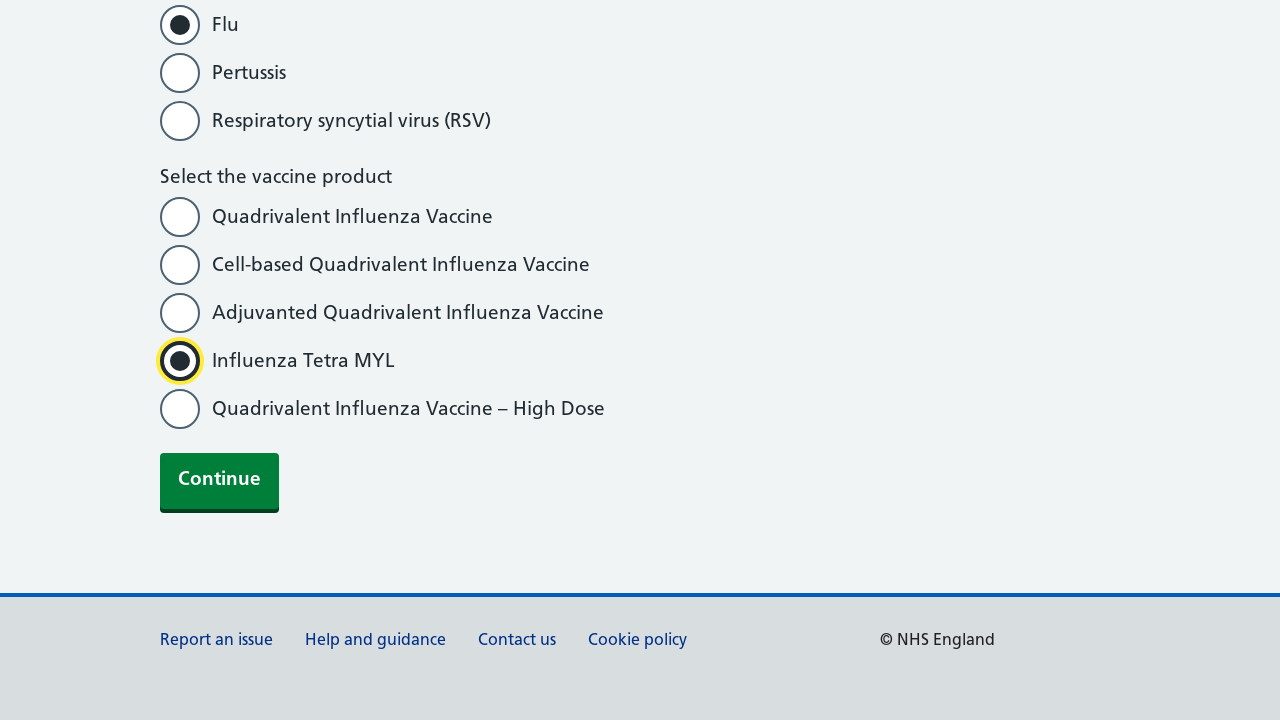 Flu
Pertussis
Respiratory syncytial virus (RSV)
Select the vaccine product
Quadrivalent Influenza Vaccine
Cell-based Quadrivalent Influenza Vaccine
Adjuvanted Quadrivalent Influenza Vaccine
Influenza Tetra MYL
Quadrivalent Influenza Vaccine – High Dose
Continue
Report an issue Help and guidance Contact us Cookie policy © NHS England